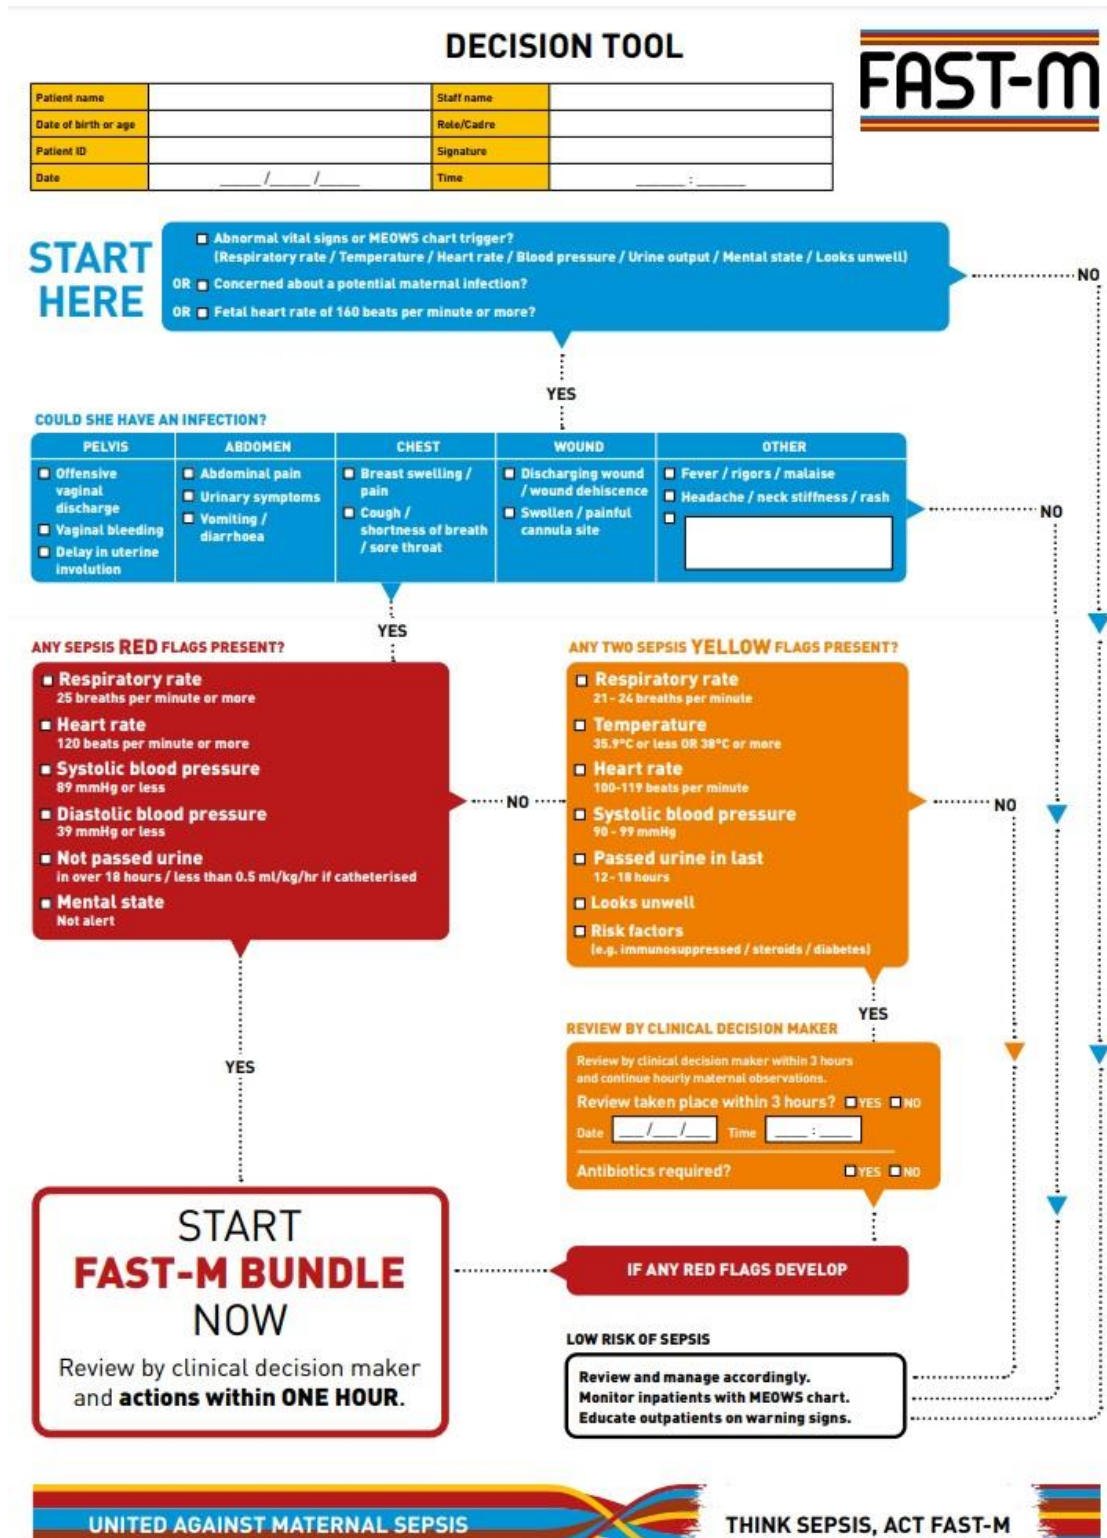 DECISION TOOL
FAST-M
Patient name
Staff name
Date of birth or age
Role/Cadre
Patient ID
Signature
Date ____/____/____
Time ____:____
START
HERE
Abnormal vital signs or MEOWS chart trigger?
(Respiratory rate / Temperature / Heart rate / Blood pressure / Urine output / Mental state / Looks unwell)
OR Concerned about a potential maternal infection?
OR Fetal heart rate of 160 beats per minute or more?
NO
YES
COULD SHE HAVE AN INFECTION?
PELVIS
Offensive
vaginal
discharge
Vaginal bleeding
Delay in uterine
involution
ABDOMEN
Abdominal pain
Urinary symptoms
Vomiting /
diarrhoea
CHEST
Breast swelling /
pain
Cough /
shortness of breath
/ sore throat
WOUND
Discharging wound
/ wound dehiscence
Swollen / painful
cannula site
OTHER
Fever / rigors / malaise
Headache / neck stiffness / rash
NO
YES
ANY SEPSIS RED FLAGS PRESENT?
Respiratory rate
25 breaths per minute or more
Heart rate
120 beats per minute or more
Systolic blood pressure
89 mmHg or less
Diastolic blood pressure
39 mmHg or less
Not passed urine
in over 18 hours / less than 0.5 ml/kg/hr if catheterised
Mental state
Not alert
NO
ANY TWO SEPSIS YELLOW FLAGS PRESENT?
Respiratory rate
21 - 24 breaths per minute
Temperature
35.9°C or less OR 38°C or more
Heart rate
100-119 beats per minute
Systolic blood pressure
90 - 99 mmHg
Passed urine in last
12 - 18 hours
Looks unwell
Risk factors
(e.g. immunosuppressed / steroids / diabetes)
NO
YES
REVIEW BY CLINICAL DECISION MAKER
Review by clinical decision maker within 3 hours
and continue hourly maternal observations.
Review taken place within 3 hours? YES NO
Date ___/___/___ Time ____:____
Antibiotics required? YES NO
YES
START
FAST-M BUNDLE
NOW
Review by clinical decision maker
and actions within ONE HOUR.
IF ANY RED FLAGS DEVELOP
LOW RISK OF SEPSIS
Review and manage accordingly.
Monitor inpatients with MEOWS chart.
Educate outpatients on warning signs.
UNITED AGAINST MATERNAL SEPSIS
THINK SEPSIS, ACT FAST-M